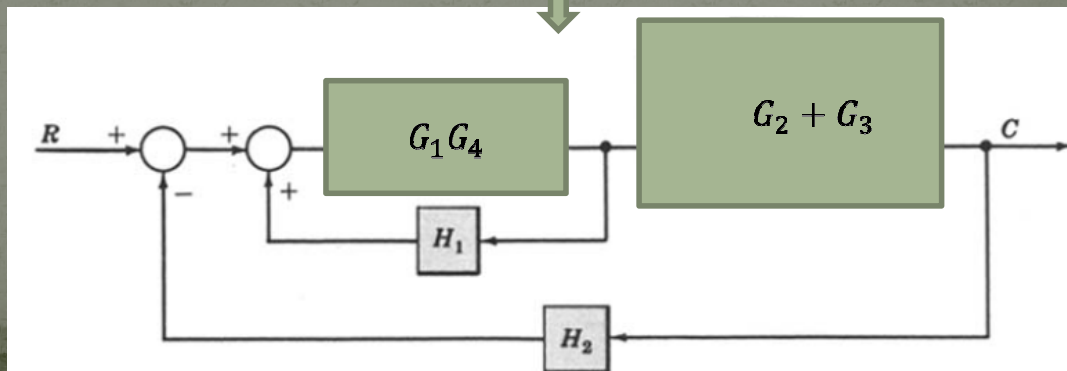 R + + G₁G₄ G₂ + G₃ C
− +
H₁
H₂